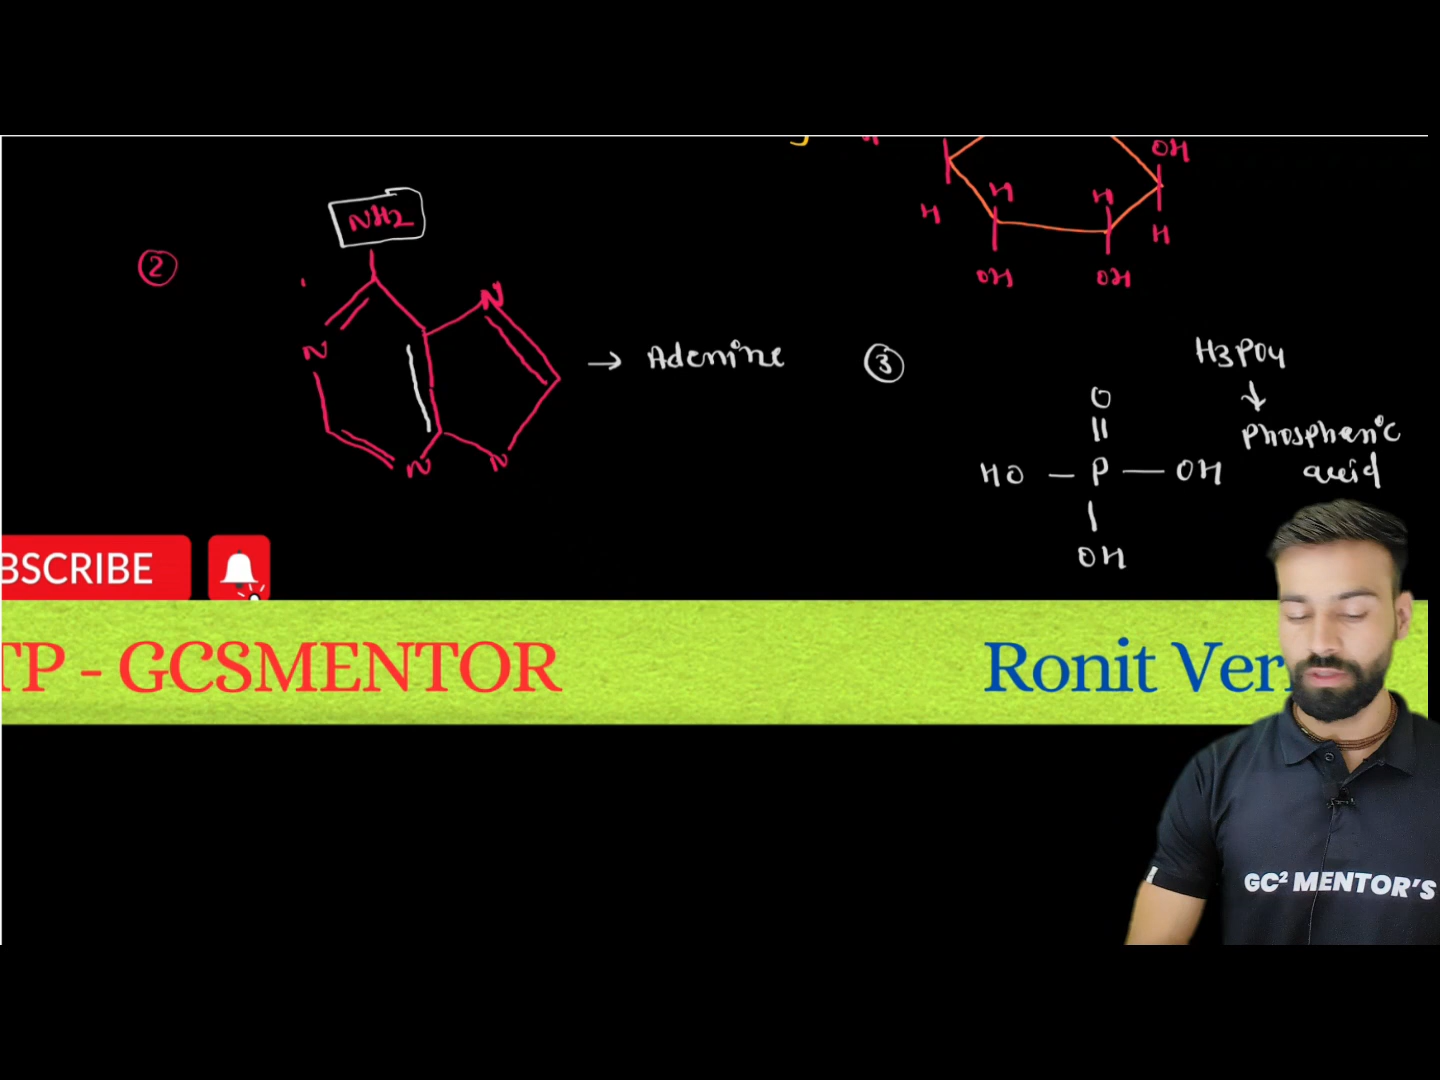 OH
H
H
H
H
OH
OH
NH2
②
N
N
N
N
→ Adenine
③
H3PO4
↓
Phosphoric
acid
O
HO — P — OH
OH
BSCRIBE
TP - GCSMENTOR
Ronit Ver
GC² MENTOR'S